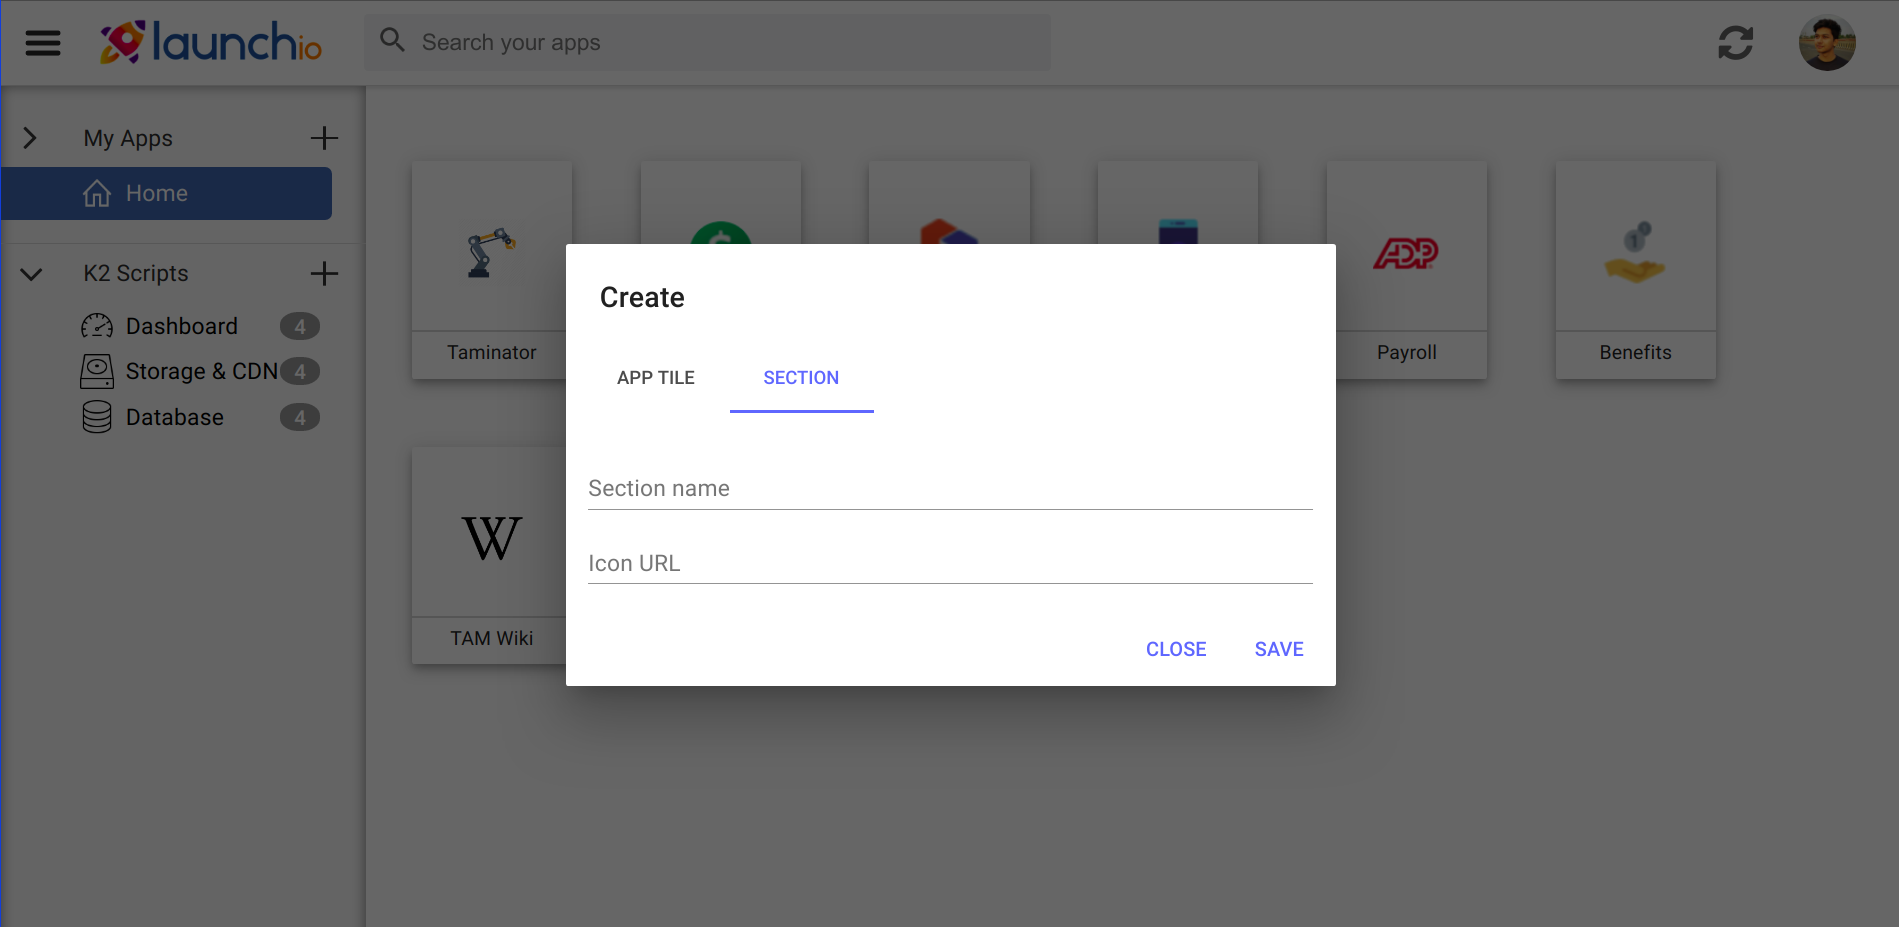 launchio
Search your apps
My Apps
Home
K2 Scripts
Dashboard 4
Storage & CDN 4
Database 4
Taminator
ADP
Payroll
1
Benefits
W
TAM Wiki
Create
APP TILE
SECTION
Section name
Icon URL
CLOSE
SAVE